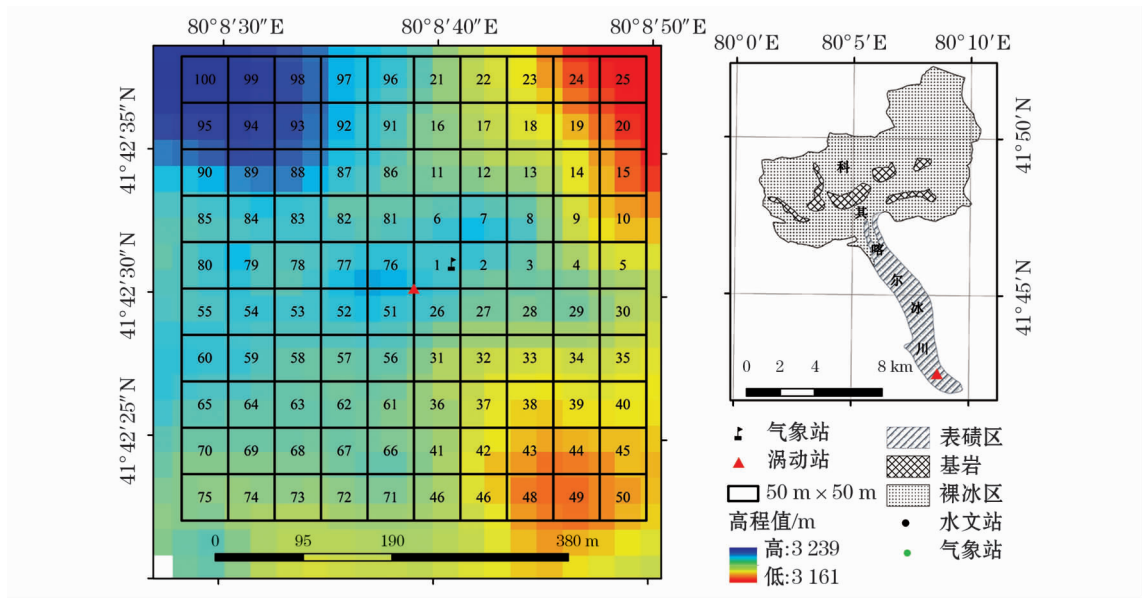 80°8′30″E 80°8′40″E 80°8′50″E
41°42′35″N
41°42′30″N
41°42′25″N
100 99 98 97 96 21 22 23 24 25
95 94 93 92 91 16 17 18 19 20
90 89 88 87 86 11 12 13 14 15
85 84 83 82 81 6 7 8 9 10
80 79 78 77 76 1 2 3 4 5
55 54 53 52 51 26 27 28 29 30
60 59 58 57 56 31 32 33 34 35
65 64 63 62 61 36 37 38 39 40
70 69 68 67 66 41 42 43 44 45
75 74 73 72 71 46 46 48 49 50
0 95 190 380 m
80°0′E 80°5′E 80°10′E
41°50′N
41°45′N
科
其
喀
尔
冰
川
0 2 4 8 km
气象站
涡动站
50 m×50 m
高程值/m
高:3 239
低:3 161
表碛区
基岩
裸冰区
水文站
气象站